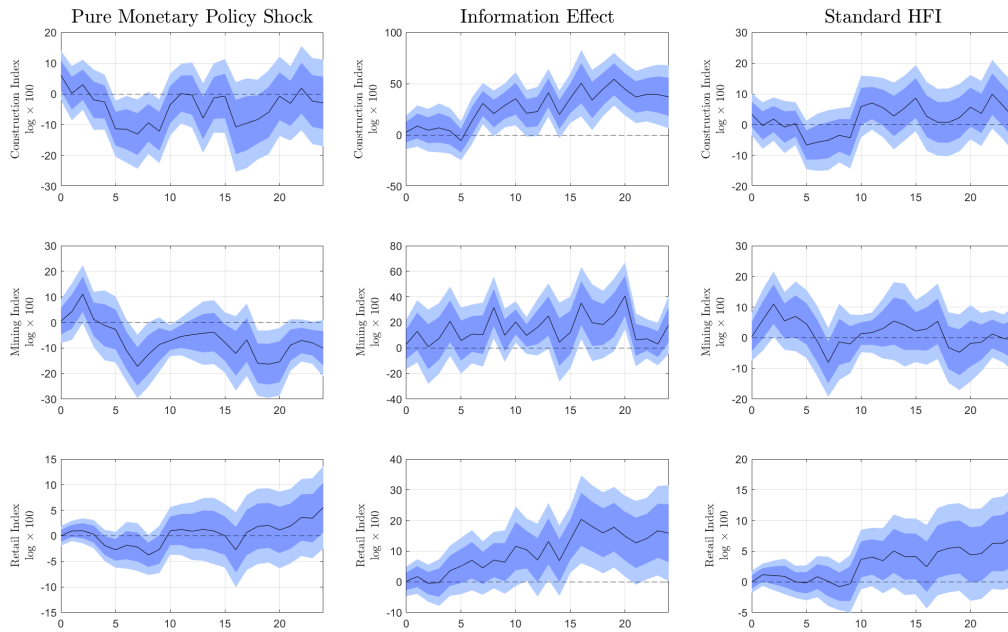 Pure Monetary Policy Shock
Information Effect
Standard HFI
Construction Index
log × 100
20
10
0
-10
-20
-30
0 5 10 15 20
Construction Index
log × 100
100
50
0
-50
0 5 10 15 20
Construction Index
log × 100
30
20
10
0
-10
-20
0 5 10 15 20
Mining Index
log × 100
30
20
10
0
-10
-20
-30
0 5 10 15 20
Mining Index
log × 100
80
60
40
20
0
-20
-40
0 5 10 15 20
Mining Index
log × 100
30
20
10
0
-10
-20
0 5 10 15 20
Retail Index
log × 100
15
10
5
0
-5
-10
-15
0 5 10 15 20
Retail Index
log × 100
40
30
20
10
0
-10
0 5 10 15 20
Retail Index
log × 100
20
15
10
5
0
-5
0 5 10 15 20